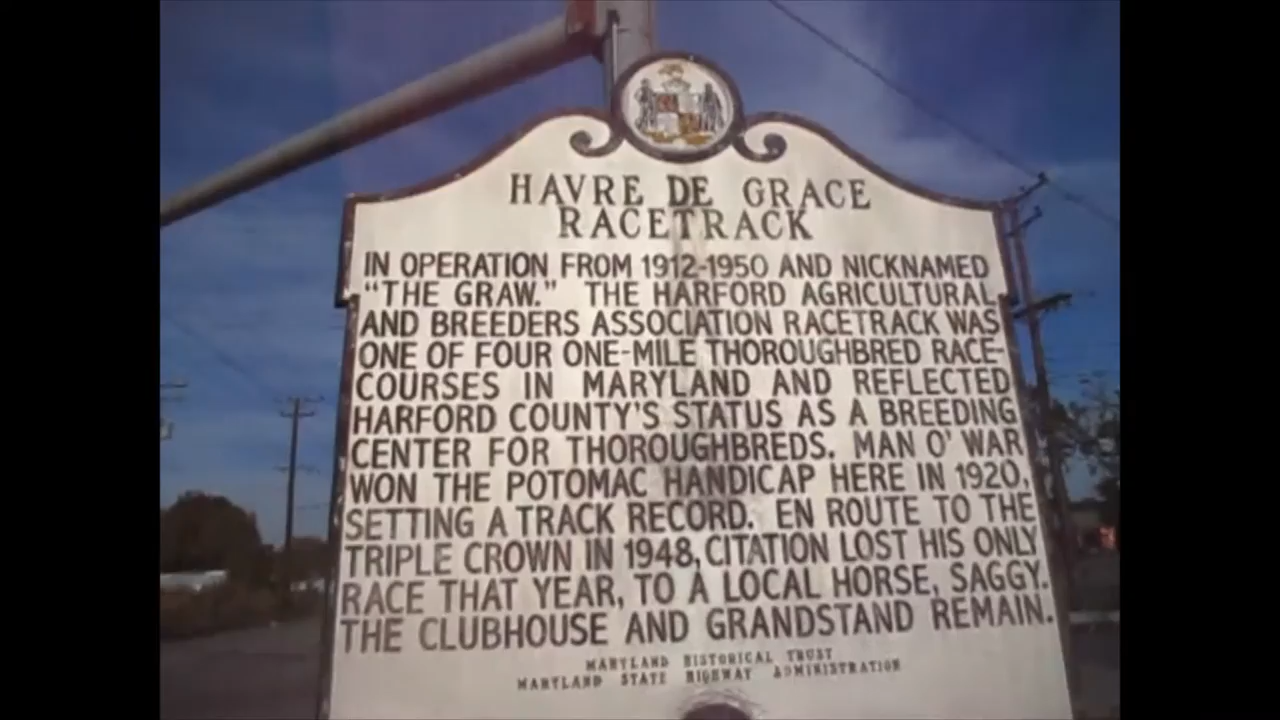 HAVRE DE GRACE
RACETRACK
IN OPERATION FROM 1912-1950 AND NICKNAMED
"THE GRAW." THE HARFORD AGRICULTURAL
AND BREEDERS ASSOCIATION RACETRACK WAS
ONE OF FOUR ONE-MILE THOROUGHBRED RACE-
COURSES IN MARYLAND AND REFLECTED
HARFORD COUNTY'S STATUS AS A BREEDING
CENTER FOR THOROUGHBREDS. MAN O' WAR
WON THE POTOMAC HANDICAP HERE IN 1920,
SETTING A TRACK RECORD. EN ROUTE TO THE
TRIPLE CROWN IN 1948, CITATION LOST HIS ONLY
RACE THAT YEAR, TO A LOCAL HORSE, SAGGY.
THE CLUBHOUSE AND GRANDSTAND REMAIN.
MARYLAND HISTORICAL TRUST
MARYLAND STATE HIGHWAY ADMINISTRATION